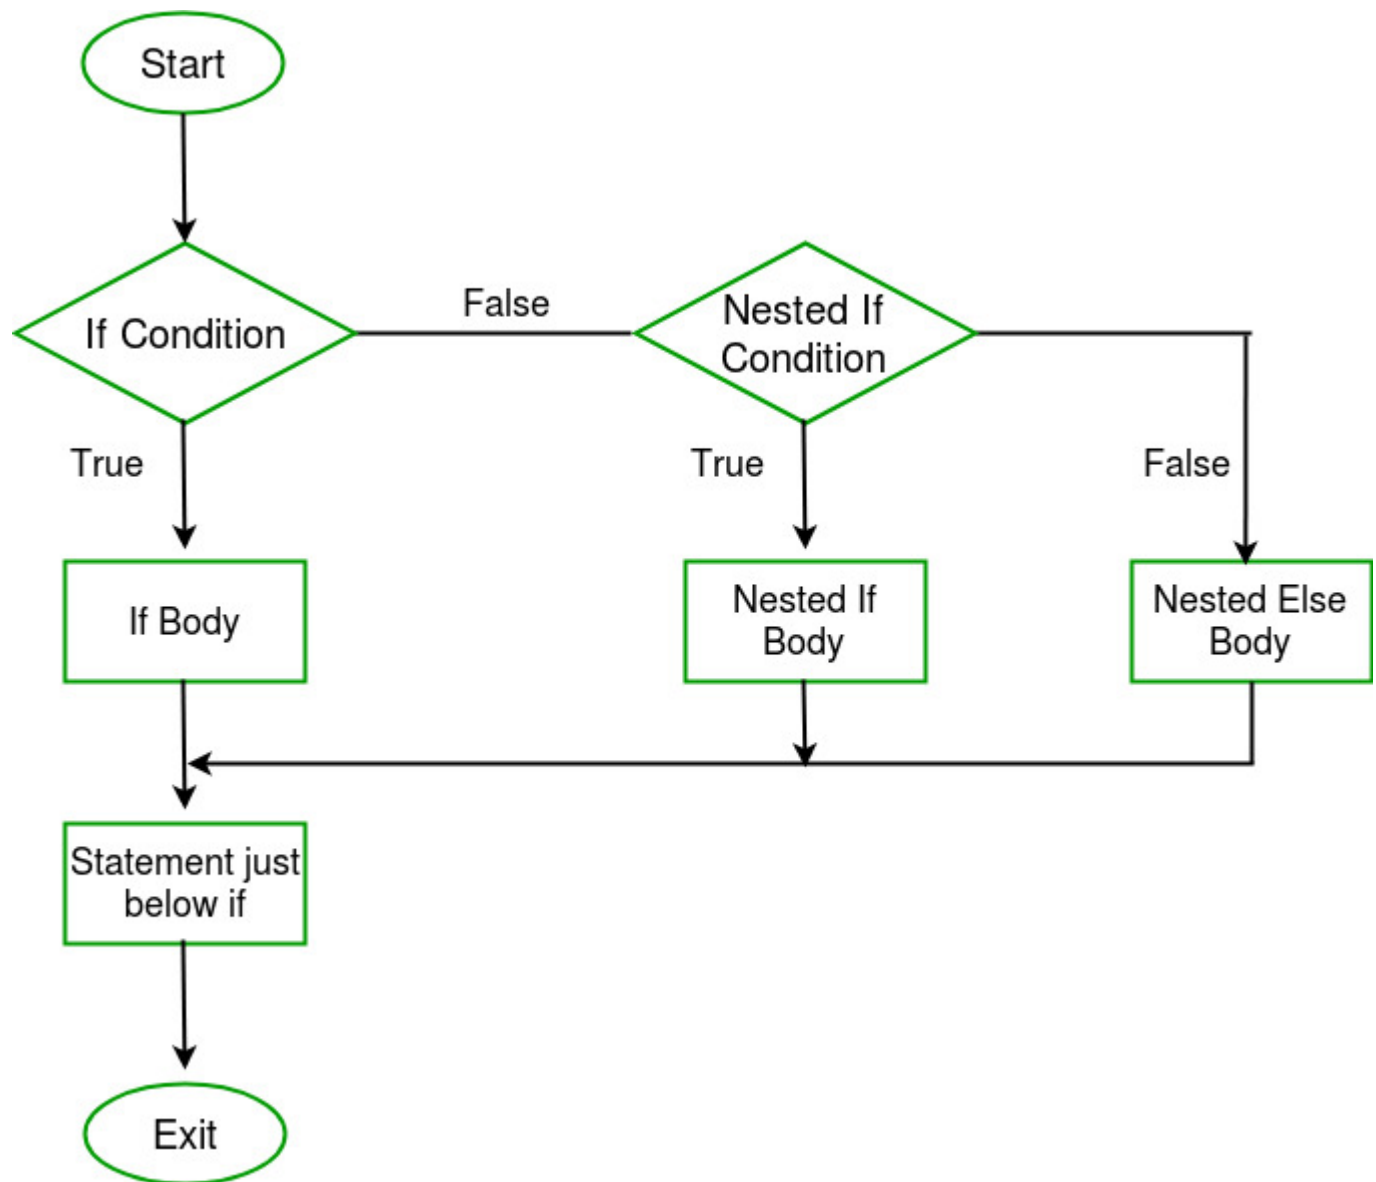 Start
If Condition
False
Nested If
Condition
True
True
False
If Body
Nested If
Body
Nested Else
Body
Statement just
below if
Exit